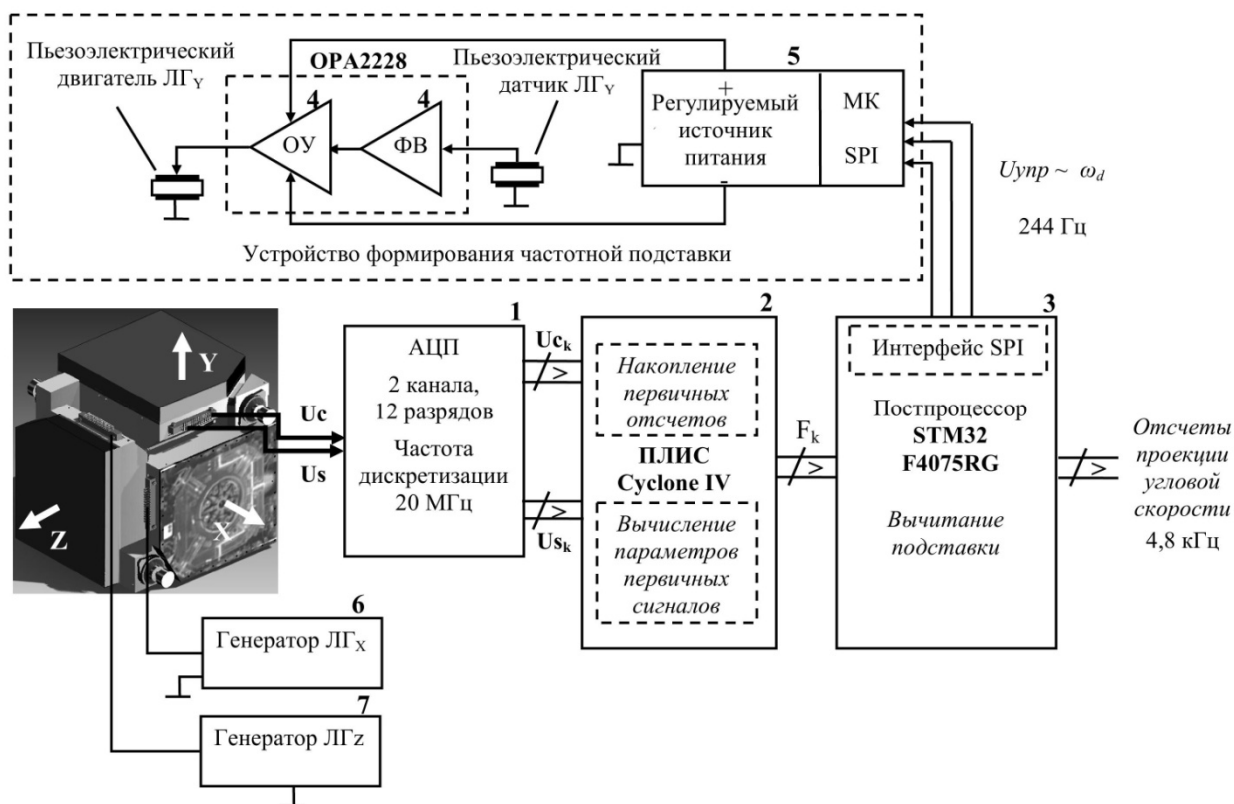 Пьезоэлектрический
двигатель ЛГY
OPA2228
4
4
ОУ
ФВ
Пьезоэлектрический
датчик ЛГY
5
+
Регулируемый
источник
питания
-
МК
SPI
Uупр ~ ωd
244 Гц
Устройство формирования частотной подставки
Y
Z
X
Uc
Us
1
АЦП
2 канала,
12 разрядов
Частота
дискретизации
20 МГц
Uck
>
Usk
>
2
Накопление
первичных
отсчетов
ПЛИС
Cyclone IV
Вычисление
параметров
первичных
сигналов
Fk
>
3
Интерфейс SPI
Постпроцессор
STM32
F4075RG
Вычитание
подставки
>
Отсчеты
проекции
угловой
скорости
4,8 кГц
6
Генератор ЛГX
7
Генератор ЛГz